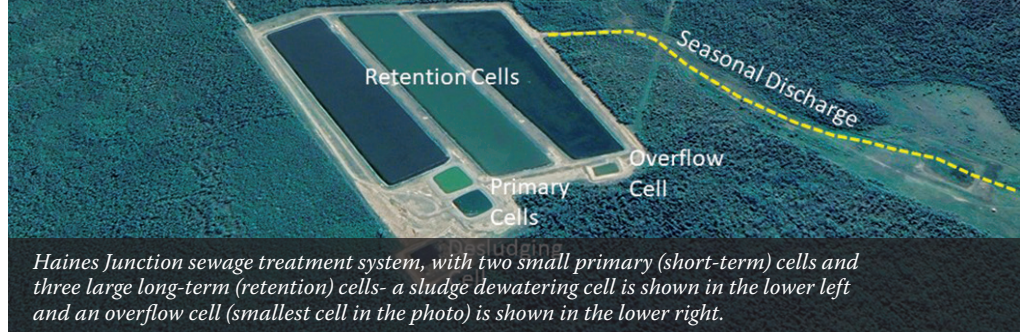 Retention Cells
Seasonal Discharge
Overflow
Cell
Primary
Cells
Desludging
Cell
Haines Junction sewage treatment system, with two small primary (short-term) cells and
three large long-term (retention) cells- a sludge dewatering cell is shown in the lower left
and an overflow cell (smallest cell in the photo) is shown in the lower right.